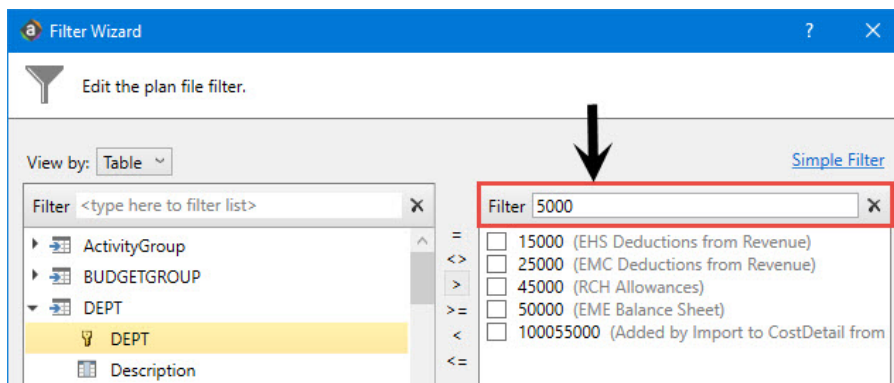 Filter Wizard ? ×
Edit the plan file filter.
View by: Table
Simple Filter
Filter <type here to filter list>
ActivityGroup
BUDGETGROUP
DEPT
DEPT
Description
=
<>
>
>=
<
<=
Filter 5000
15000 (EHS Deductions from Revenue)
25000 (EMC Deductions from Revenue)
45000 (RCH Allowances)
50000 (EME Balance Sheet)
100055000 (Added by Import to CostDetail from